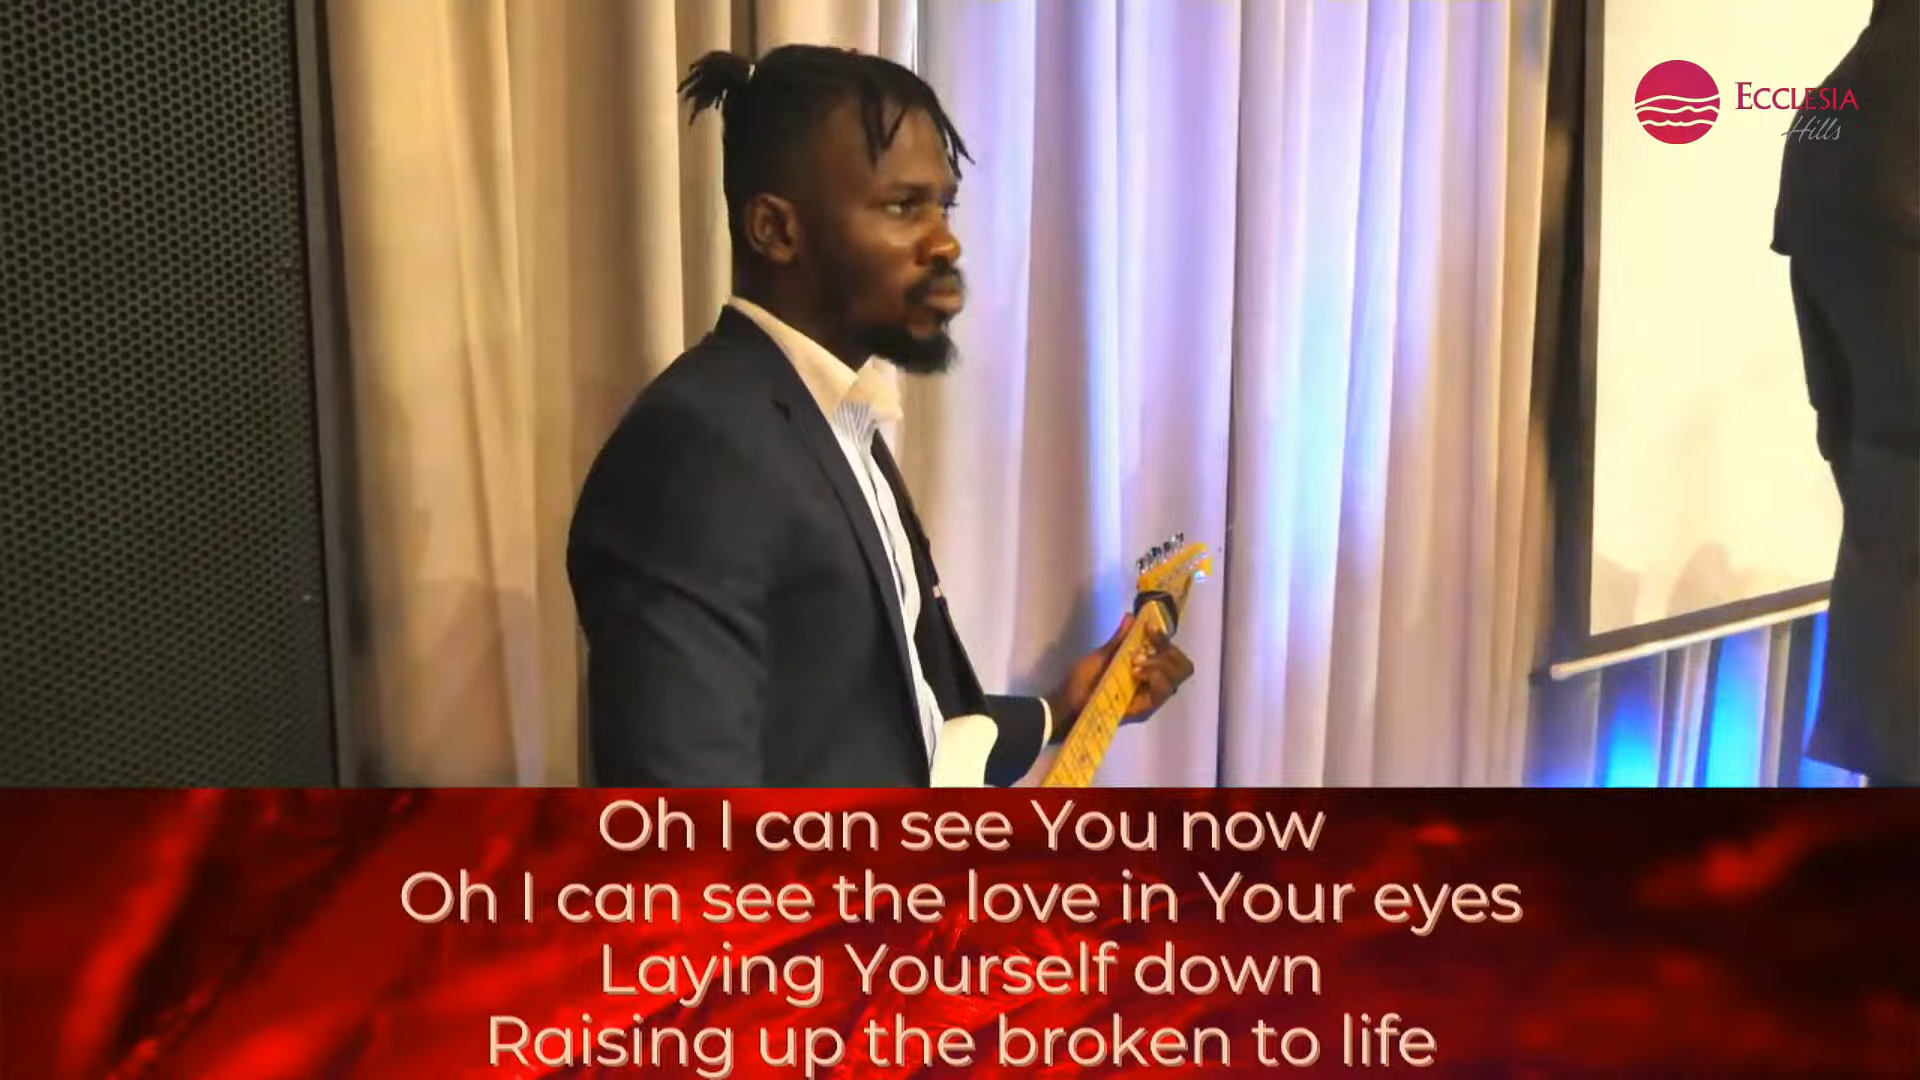 ECCLESIA
Hills
Oh I can see You now
Oh I can see the love in Your eyes
Laying Yourself down
Raising up the broken to life